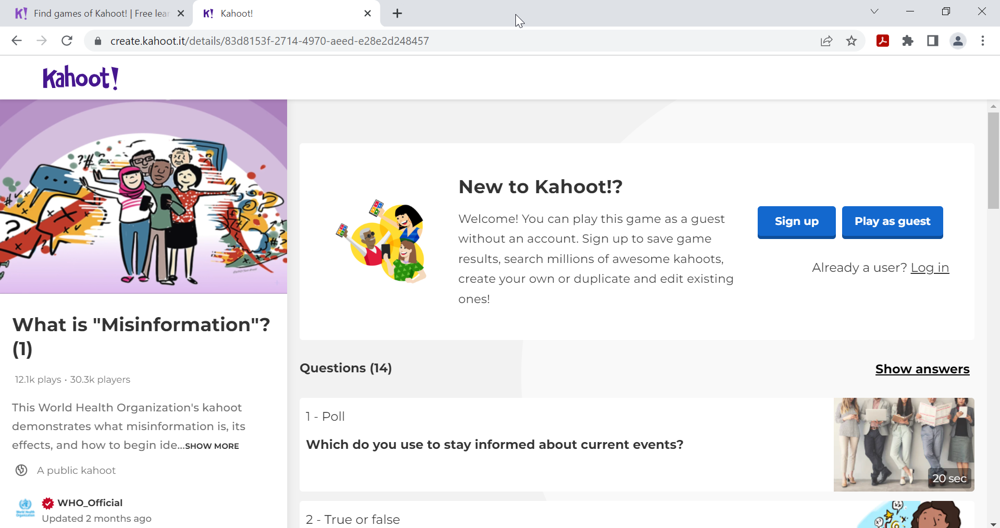 Find games of Kahoot! | Free lear
Kahoot!
create.kahoot.it/details/83d8153f-2714-4970-aeed-e28e2d248457
Kahoot!
What is "Misinformation"?
(1)
12.1k plays • 30.3k players
This World Health Organization's kahoot
demonstrates what misinformation is, its
effects, and how to begin ide...SHOW MORE
A public kahoot
World Health
Organization
WHO_Official
Updated 2 months ago
New to Kahoot!?
Welcome! You can play this game as a guest
without an account. Sign up to save game
results, search millions of awesome kahoots,
create your own or duplicate and edit existing
ones!
Sign up
Play as guest
Already a user? Log in
Questions (14)
Show answers
1 - Poll
Which do you use to stay informed about current events?
20 sec
2 - True or false